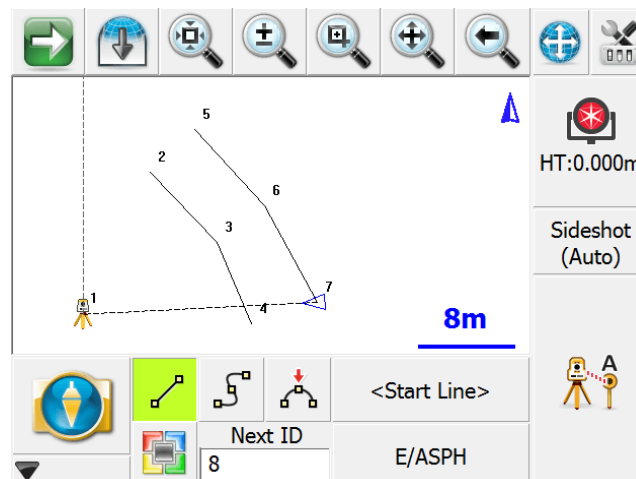 5
2
6
3
HT:0.000m
Sideshot
(Auto)
7
1
4
8m
A
<Start Line>
Next ID
8
E/ASPH